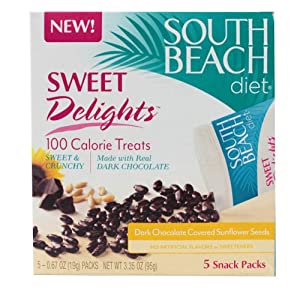 NEW!
SOUTH
BEACH
diet®
SWEET
Delights™
100 Calorie Treats
SWEET &
CRUNCHY
Made with Real
DARK CHOCOLATE
SOUTH
BEACH
diet
SWEET
Delights
Dark Chocolate Covered Sunflower Seeds
NO ARTIFICIAL FLAVORS or SWEETENERS
5 - 0.67 OZ (19g) PACKS NET WT 3.35 OZ (95g)
5 Snack Packs